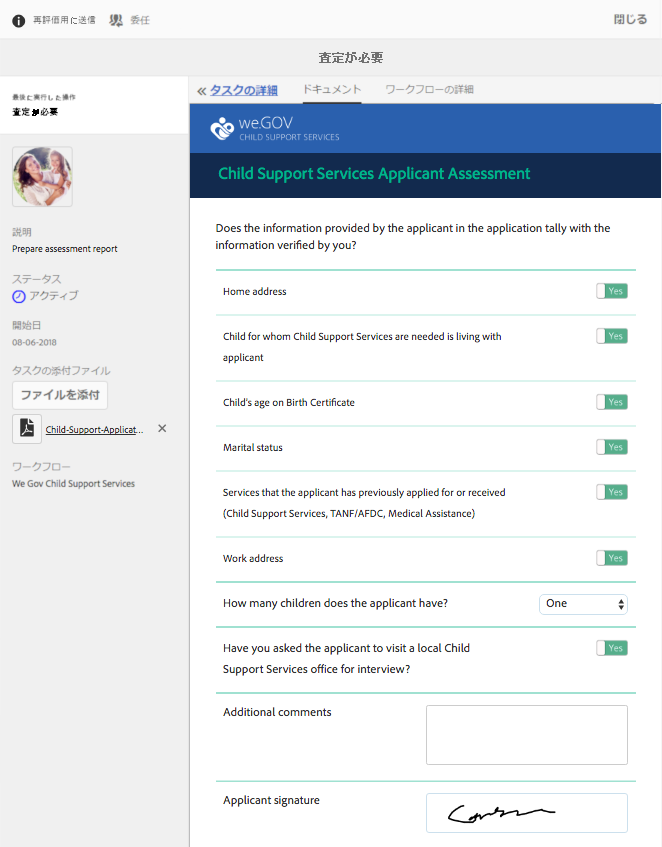 再評価用に送信 委任 閉じる
査定が必要
最後に実行した操作
査定が必要
« タスクの詳細 ドキュメント ワークフローの詳細
we.GOV
CHILD SUPPORT SERVICES
Child Support Services Applicant Assessment
説明
Prepare assessment report
ステータス
アクティブ
開始日
08-06-2018
タスクの添付ファイル
ファイルを添付
Child-Support-Applicat...
ワークフロー
We Gov Child Support Services
Does the information provided by the applicant in the application tally with the
information verified by you?
Home address Yes
Child for whom Child Support Services are needed is living with
applicant
Yes
Child's age on Birth Certificate Yes
Marital status Yes
Services that the applicant has previously applied for or received
(Child Support Services, TANF/AFDC, Medical Assistance)
Yes
Work address Yes
How many children does the applicant have? One
Have you asked the applicant to visit a local Child
Support Services office for interview?
Yes
Additional comments
Applicant signature